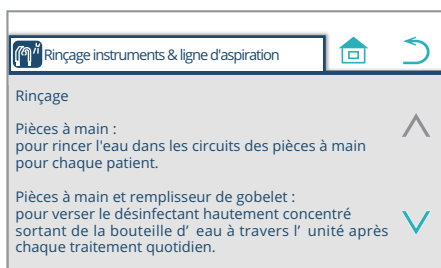 Rinçage instruments & ligne d'aspiration
Rinçage
Pièces à main :
pour rincer l'eau dans les circuits des pièces à main
pour chaque patient.
Pièces à main et remplisseur de gobelet :
pour verser le désinfectant hautement concentré
sortant de la bouteille d’ eau à travers l’ unité après
chaque traitement quotidien.